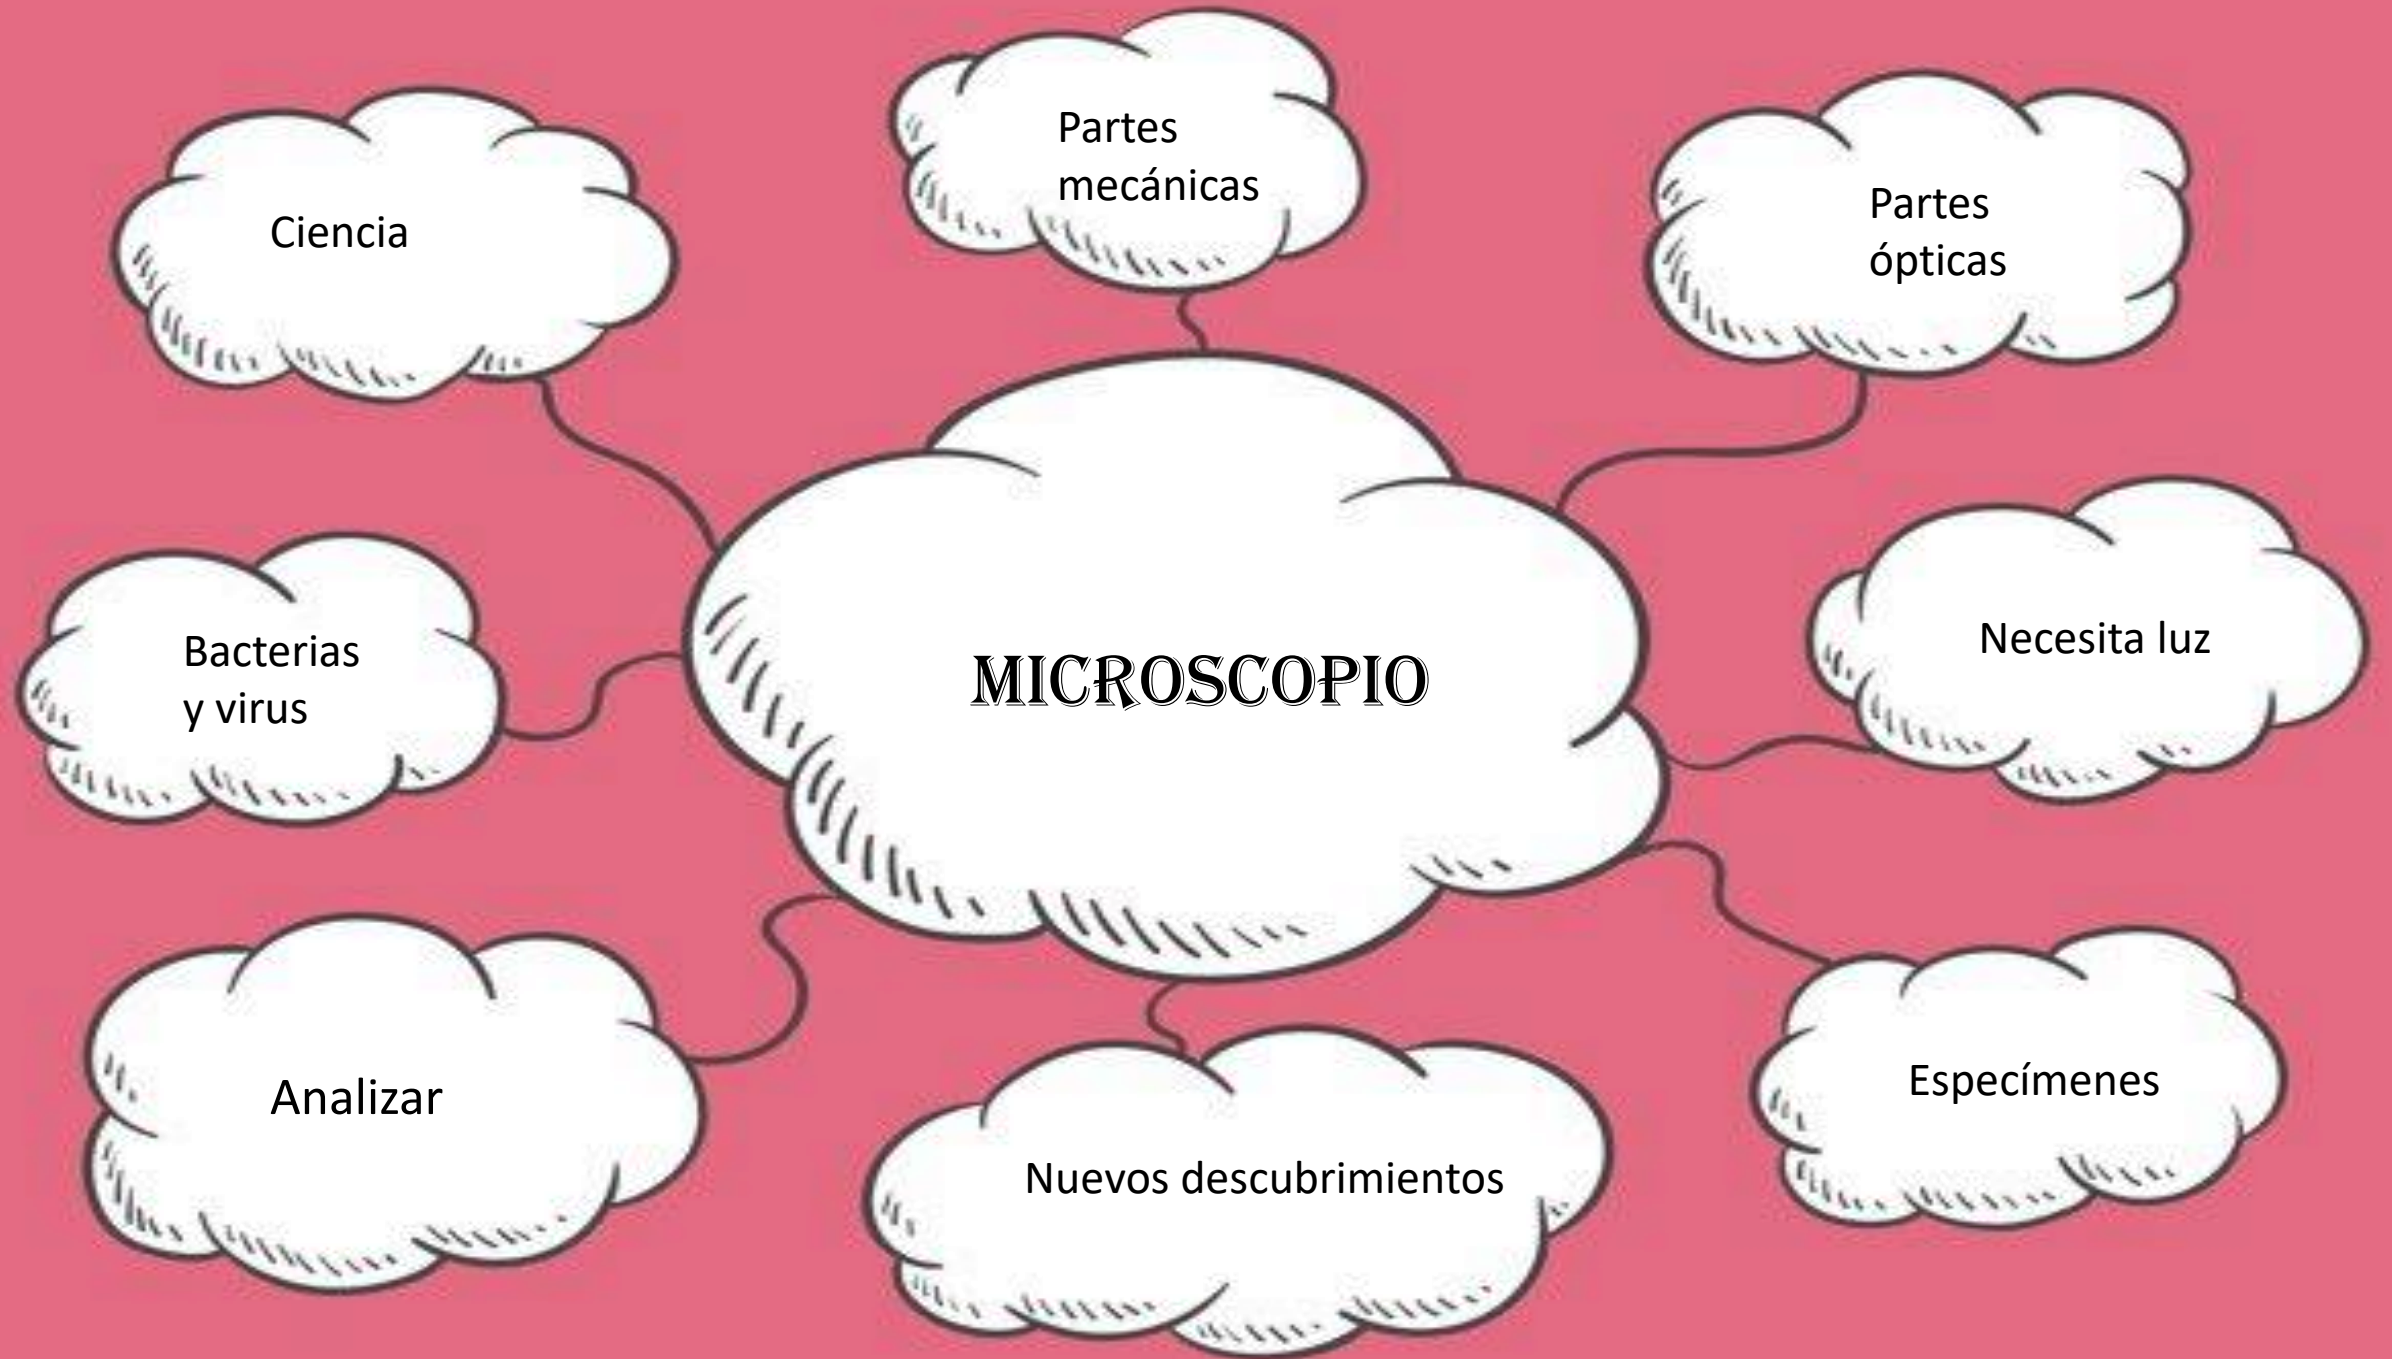 Partes
mecánicas
Ciencia
Partes
ópticas
Bacterias
y virus
MICROSCOPIO
Necesita luz
Analizar
Nuevos descubrimientos
Especímenes